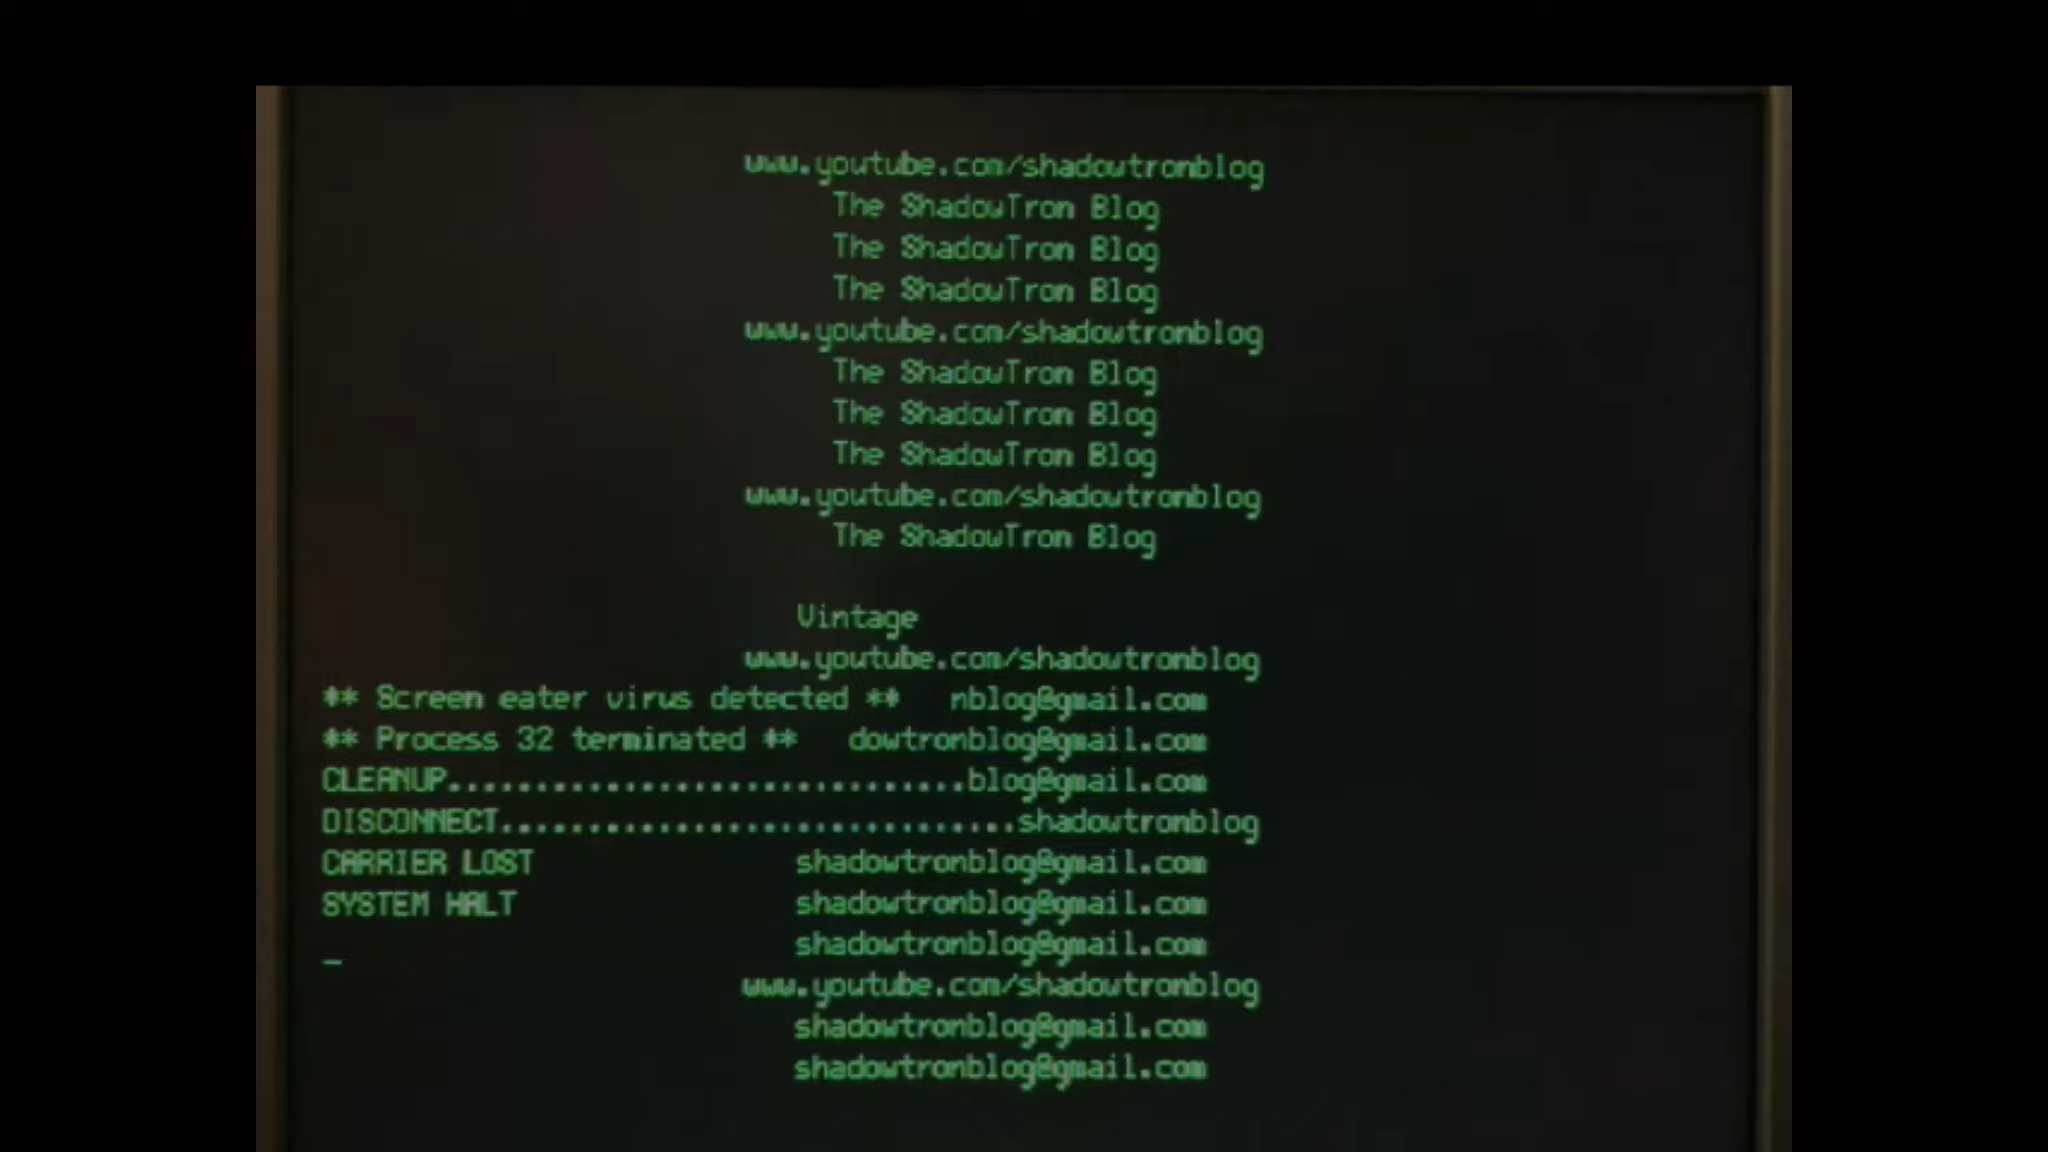 www.youtube.com/shadowtronblog
The ShadowTron Blog
The ShadowTron Blog
The ShadowTron Blog
www.youtube.com/shadowtronblog
The ShadowTron Blog
The ShadowTron Blog
The ShadowTron Blog
www.youtube.com/shadowtronblog
The ShadowTron Blog
Vintage
www.youtube.com/shadowtronblog
** Screen eater virus detected ** nblog@gmail.com
** Process 32 terminated ** dowtronblog@gmail.com
CLEANUP..............................blog@gmail.com
DISCONNECT..............................shadowtronblog
CARRIER LOST shadowtronblog@gmail.com
SYSTEM HALT shadowtronblog@gmail.com
_ shadowtronblog@gmail.com
www.youtube.com/shadowtronblog
shadowtronblog@gmail.com
shadowtronblog@gmail.com